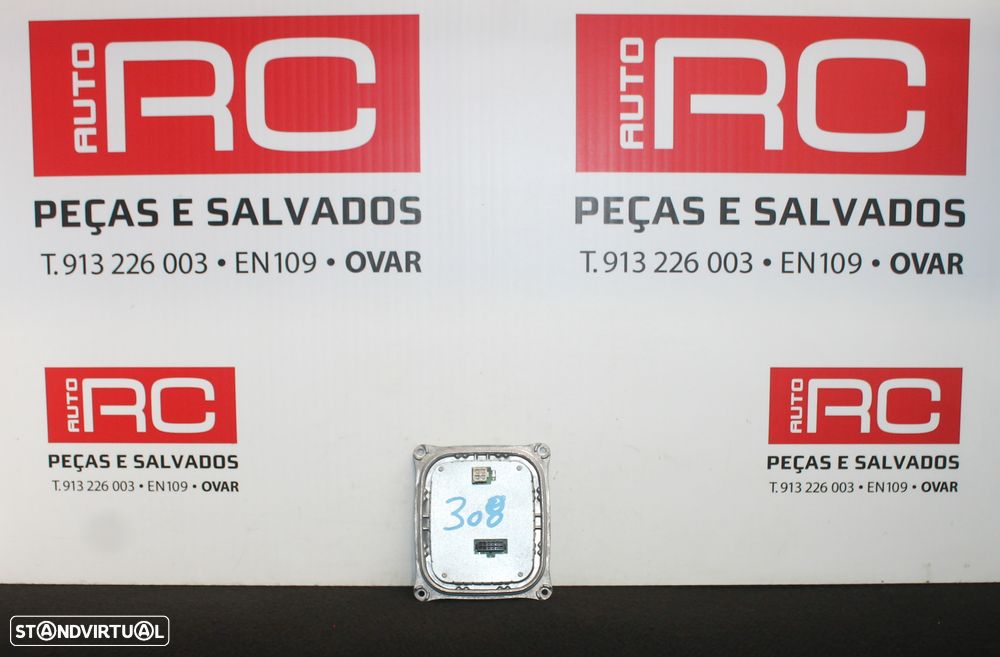 AUTO RC
PEÇAS E SALVADOS
T. 913 226 003 • EN109 • OVAR
AUTO RC
PEÇAS E SALVADOS
T. 913 226 003 • EN109 • OVAR
AUTO RC
PEÇAS E SALVADOS
T. 913 226 003 • EN109 • OVAR
AUTO RC
PEÇAS E SALVADOS
T. 913 226 003 • EN109 • OVAR
308
STANDVIRTUAL